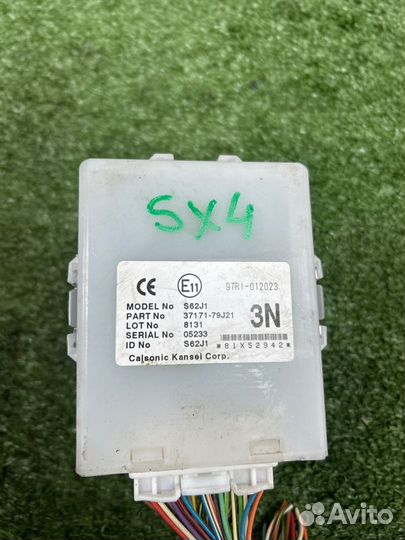 SX4
CE E11 97RI-012023
MODEL No S62J1
PART No 37171-79J21
LOT No 8131
SERIAL No 05233
ID No S62J1
3N
*81X52942*
Calsonic Kansei Corp.
Avito